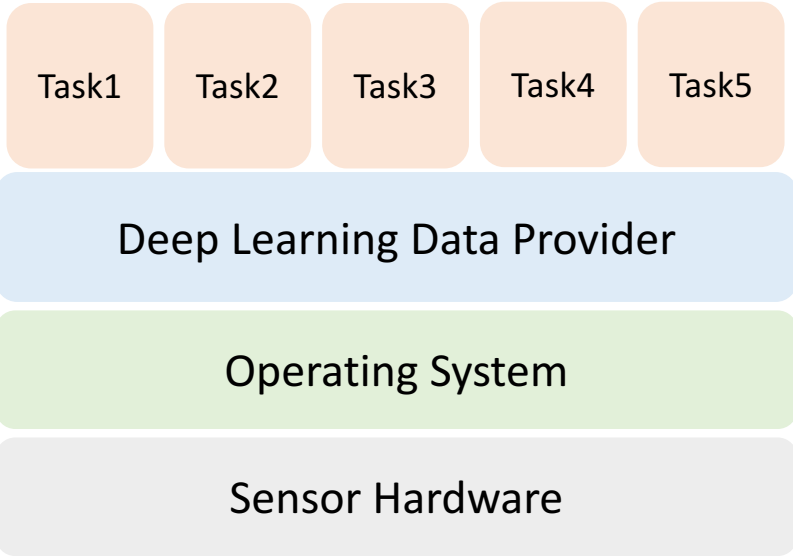 Task1
Task2
Task3
Task4
Task5
Deep Learning Data Provider
Operating System
Sensor Hardware